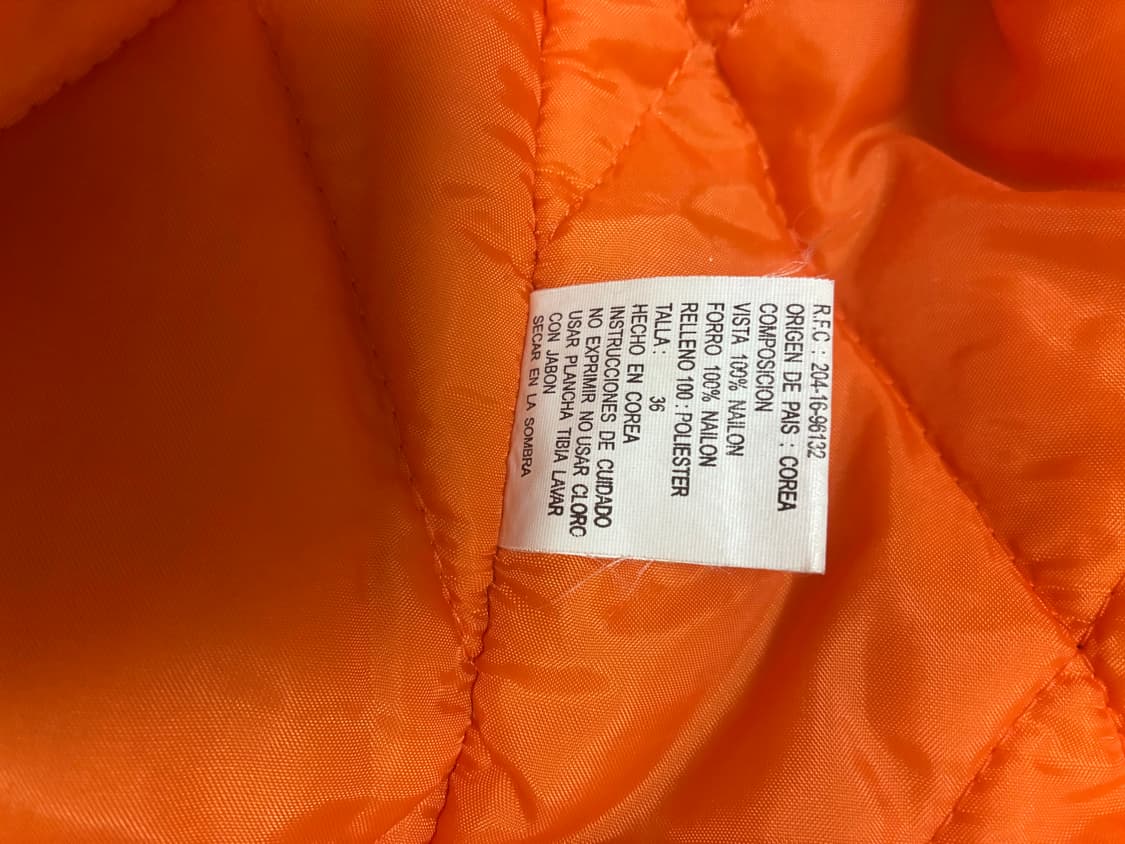 R.F.C : 204-16-96132
ORIGEN DE PAIS : COREA
COMPOSICION
VISTA 100% NAILON
FORRO 100% NAILON
RELLENO 100 : POLIESTER
TALLA : 36
HECHO EN COREA
INSTRUCCIONES DE CUIDADO
NO EXPRIMIR NO USAR CLORO
USAR PLANCHA TIBIA LAVAR
CON JABON
SECAR EN LA SOMBRA